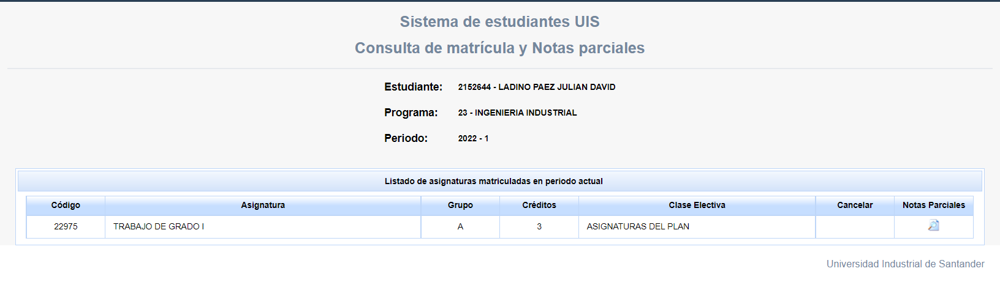 Sistema de estudiantes UIS
Consulta de matrícula y Notas parciales
Estudiante: 2152644 - LADINO PAEZ JULIAN DAVID
Programa: 23 - INGENIERIA INDUSTRIAL
Periodo: 2022 - 1
Listado de asignaturas matriculadas en periodo actual
Código Asignatura Grupo Créditos Clase Electiva Cancelar Notas Parciales
22975 TRABAJO DE GRADO I A 3 ASIGNATURAS DEL PLAN
Universidad Industrial de Santander